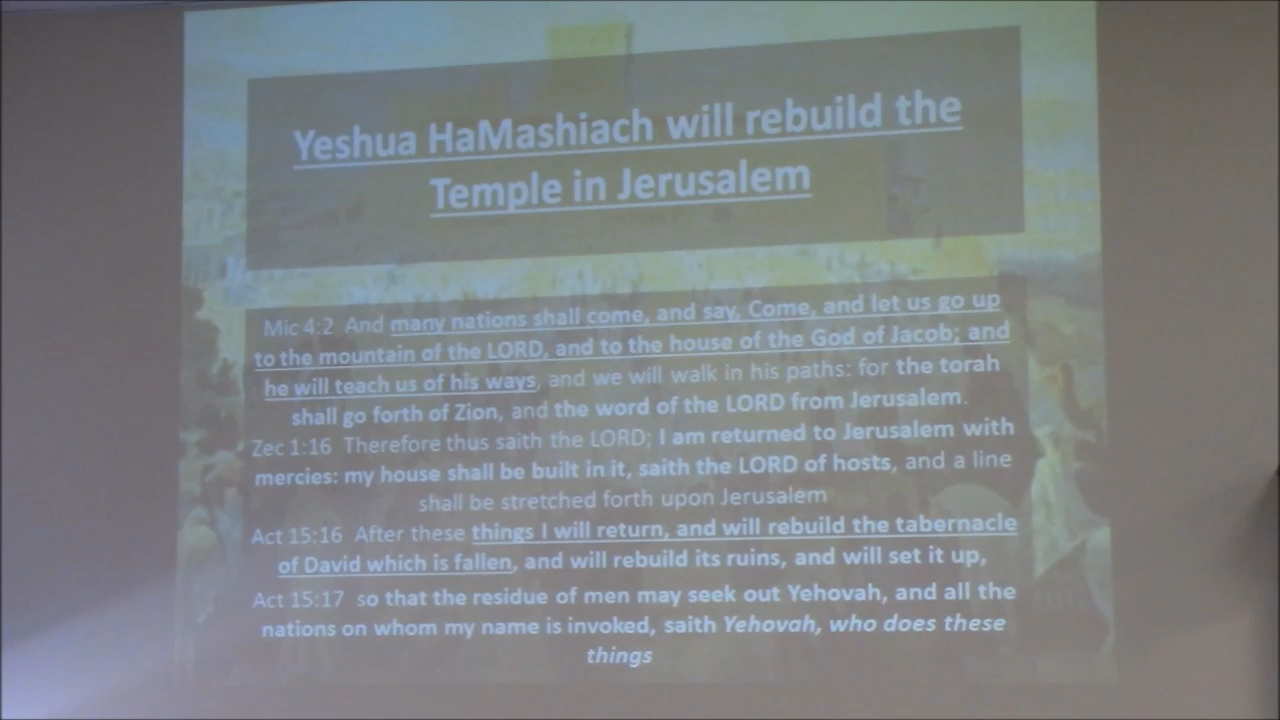 Yeshua HaMashiach will rebuild the
Temple in Jerusalem
Mic 4:2 And many nations shall come, and say, Come, and let us go up
to the mountain of the LORD, and to the house of the God of Jacob; and
he will teach us of his ways, and we will walk in his paths: for the torah
shall go forth of Zion, and the word of the LORD from Jerusalem.
Zec 1:16 Therefore thus saith the LORD; I am returned to Jerusalem with
mercies: my house shall be built in it, saith the LORD of hosts, and a line
shall be stretched forth upon Jerusalem
Act 15:16 After these things I will return, and will rebuild the tabernacle
of David which is fallen, and will rebuild its ruins, and will set it up,
Act 15:17 so that the residue of men may seek out Yehovah, and all the
nations on whom my name is invoked, saith Yehovah, who does these
things